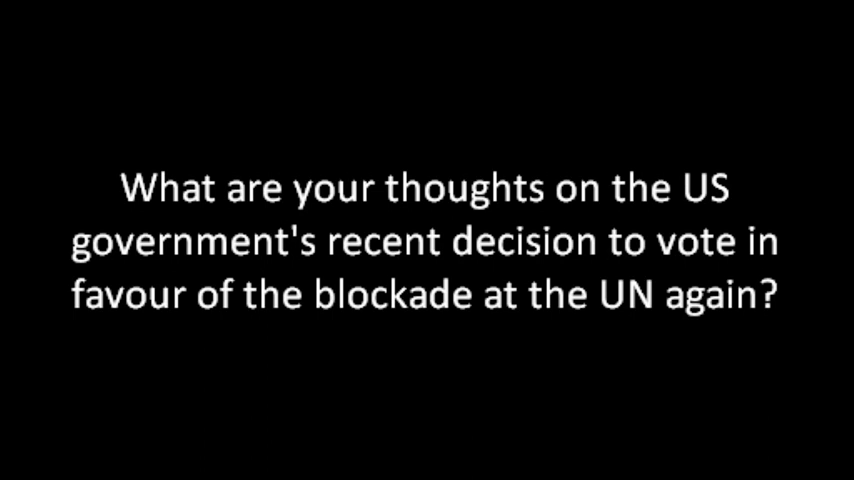 What are your thoughts on the US
government's recent decision to vote in
favour of the blockade at the UN again?